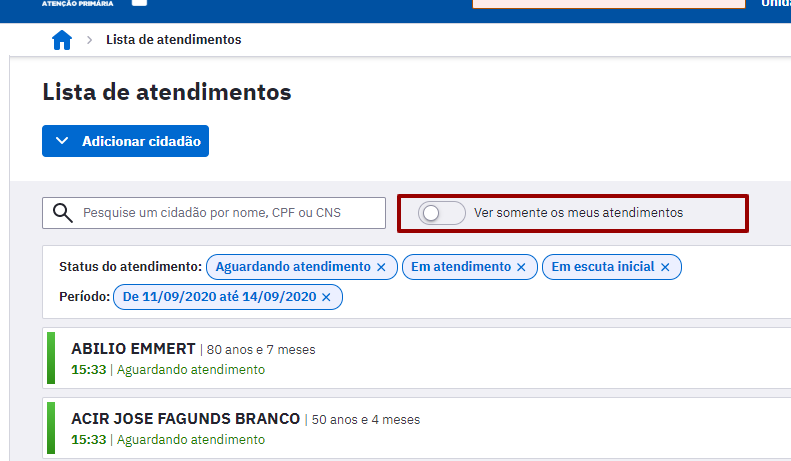 ATENÇÃO PRIMÁRIA
Lista de atendimentos
Lista de atendimentos
Adicionar cidadão
Pesquise um cidadão por nome, CPF ou CNS
Ver somente os meus atendimentos
Status do atendimento: Aguardando atendimento × Em atendimento × Em escuta inicial ×
Período: De 11/09/2020 até 14/09/2020 ×
ABILIO EMMERT | 80 anos e 7 meses
15:33 | Aguardando atendimento
ACIR JOSE FAGUNDS BRANCO | 50 anos e 4 meses
15:33 | Aguardando atendimento